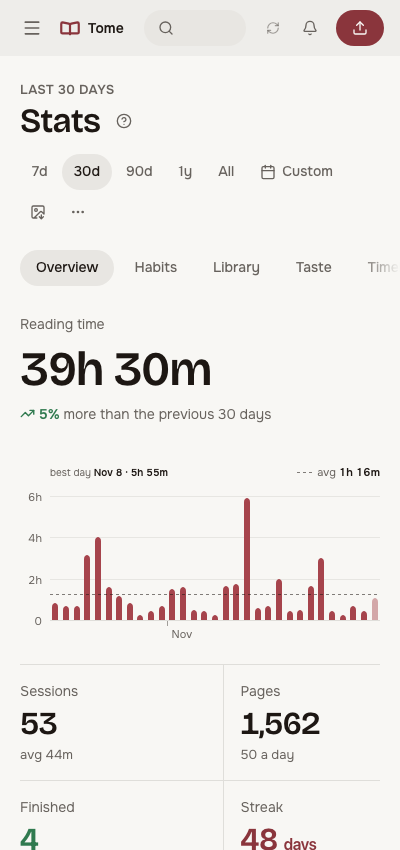 Tome
LAST 30 DAYS
Stats
7d 30d 90d 1y All Custom
Overview Habits Library Taste Time
Reading time
39h 30m
5% more than the previous 30 days
best day Nov 8 · 5h 55m avg 1h 16m
6h
4h
2h
0
Nov
Sessions Pages
53 1,562
avg 44m 50 a day
Finished Streak
4 48 days